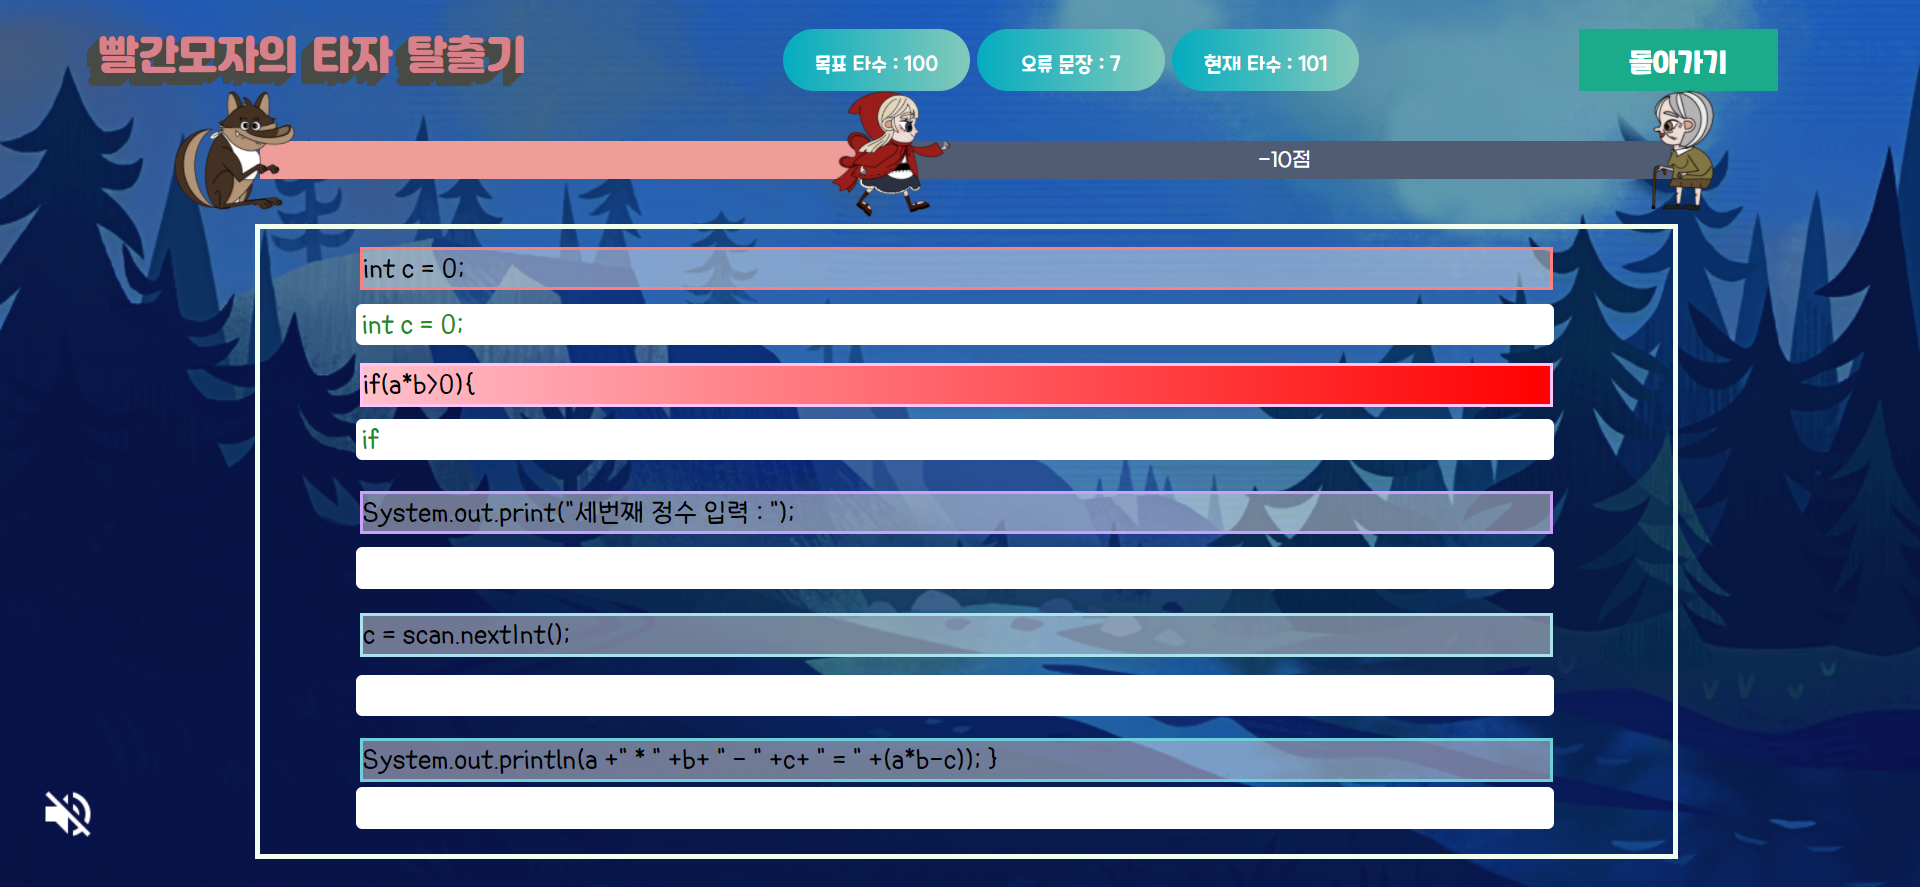 빨간모자의 타자 탈출기
목표 타수 : 100
오류 문장 : 7
현재 타수 : 101
돌아가기
-10점
int c = 0;
int c = 0;
if(a*b>0){
if
System.out.print("세번째 정수 입력 : ");
c = scan.nextInt();
System.out.println(a +" * " +b+ " - " +c+ " = " +(a*b-c)); }